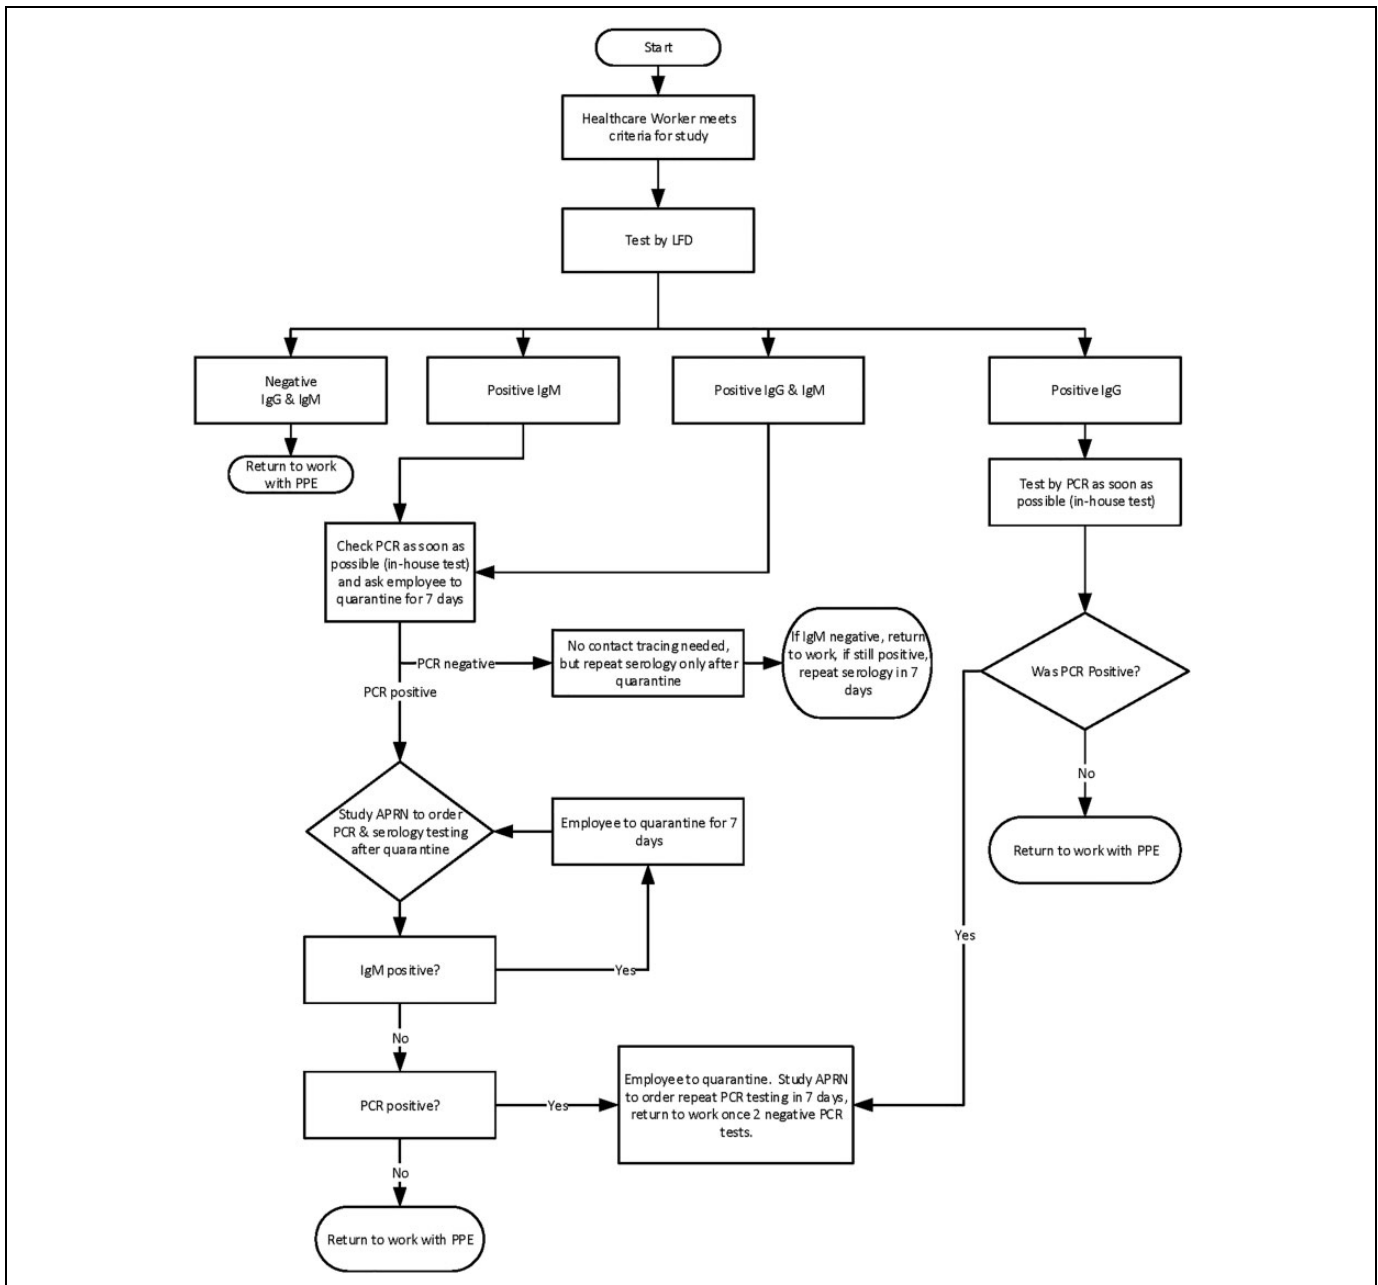 Start
Healthcare Worker meets
criteria for study
Test by LFD
Negative
IgG & IgM
Positive IgM
Positive IgG & IgM
Positive IgG
Return to work
with PPE
Test by PCR as soon as
possible (in-house test)
Check PCR as soon as
possible (in-house test)
and ask employee to
quarantine for 7 days
PCR negative
No contact tracing needed,
but repeat serology only after
quarantine
If IgM negative, return
to work, if still positive,
repeat serology in 7
days
Was PCR Positive?
PCR positive
No
Study APRN to order
PCR & serology testing
after quarantine
Employee to quarantine for 7
days
Return to work with PPE
Yes
IgM positive?
Yes
No
PCR positive?
Yes
Employee to quarantine. Study APRN
to order repeat PCR testing in 7 days,
return to work once 2 negative PCR
tests.
No
Return to work with PPE